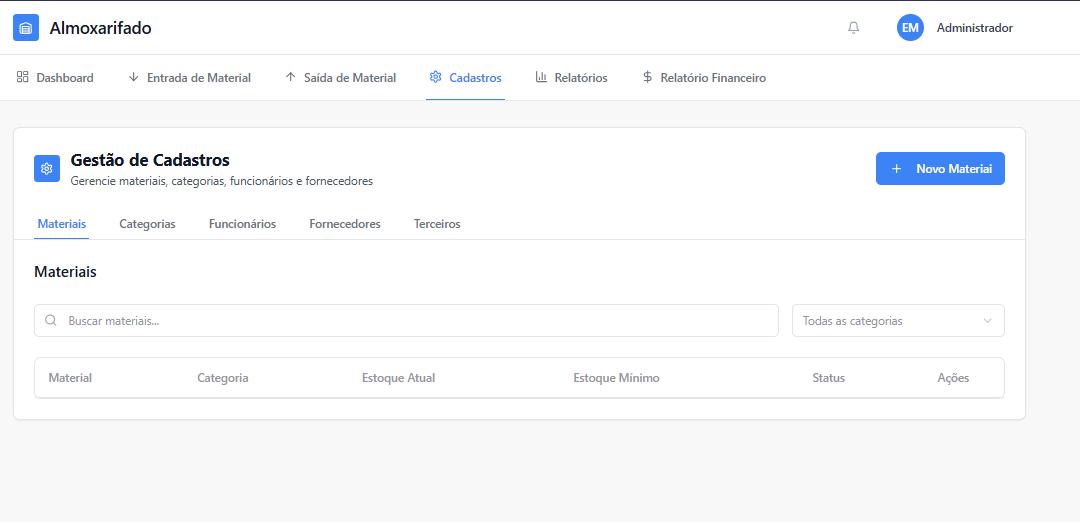 Almoxarifado
EM Administrador
Dashboard Entrada de Material Saída de Material Cadastros Relatórios Relatório Financeiro
Gestão de Cadastros
Gerencie materiais, categorias, funcionários e fornecedores
+ Novo Materiai
Materiais Categorias Funcionários Fornecedores Terceiros
Materiais
Buscar materiais... Todas as categorias
Material Categoria Estoque Atual Estoque Mínimo Status Ações